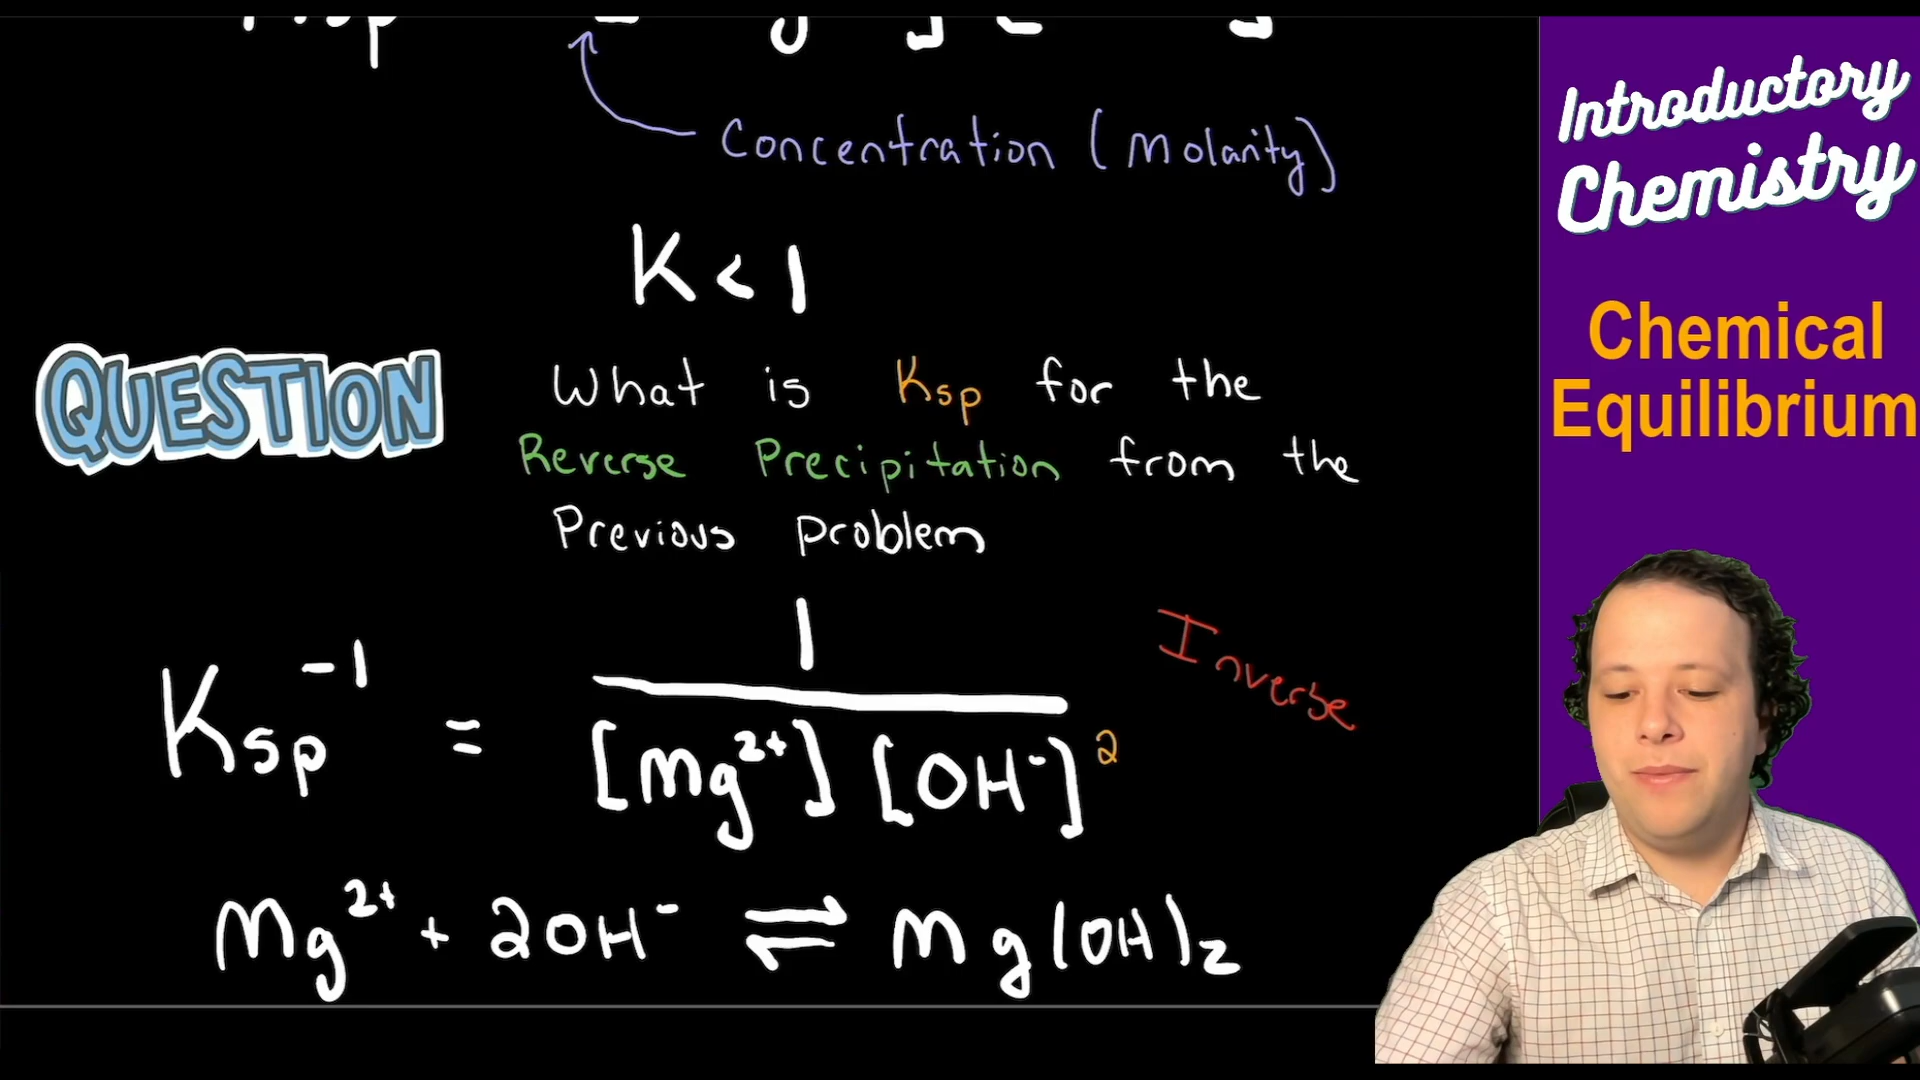 Concentration (Molarity)
K < 1
QUESTION
What is Ksp for the
Reverse Precipitation from the
Previous Problem
Ksp⁻¹ = 1 / [Mg²⁺] [OH⁻]²
Inverse
Mg²⁺ + 2OH⁻ ⇌ Mg(OH)₂
Introductory
Chemistry
Chemical
Equilibrium